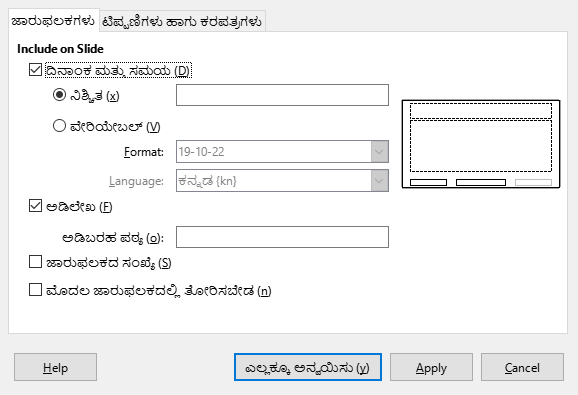 ಜಾರುಫಲಕಗಳು ಟಿಪ್ಪಣಿಗಳು ಹಾಗು ಕರಪತ್ರಗಳು
Include on Slide
ದಿನಾಂಕ ಮತ್ತು ಸಮಯ (D)
ನಿಶ್ಚಿತ (x)
ವೇರಿಯೇಬಲ್ (V)
Format: 19-10-22
Language: ಕನ್ನಡ {kn}
ಅಡಿಲೇಖ (F)
ಅಡಿಬರಹ ಪಠ್ಯ (o):
ಜಾರುಫಲಕದ ಸಂಖ್ಯೆ (S)
ಮೊದಲ ಜಾರುಫಲಕದಲ್ಲಿ ತೋರಿಸಬೇಡ (n)
Help ಎಲ್ಲಕ್ಕೂ ಅನ್ವಯಿಸು (y) Apply Cancel